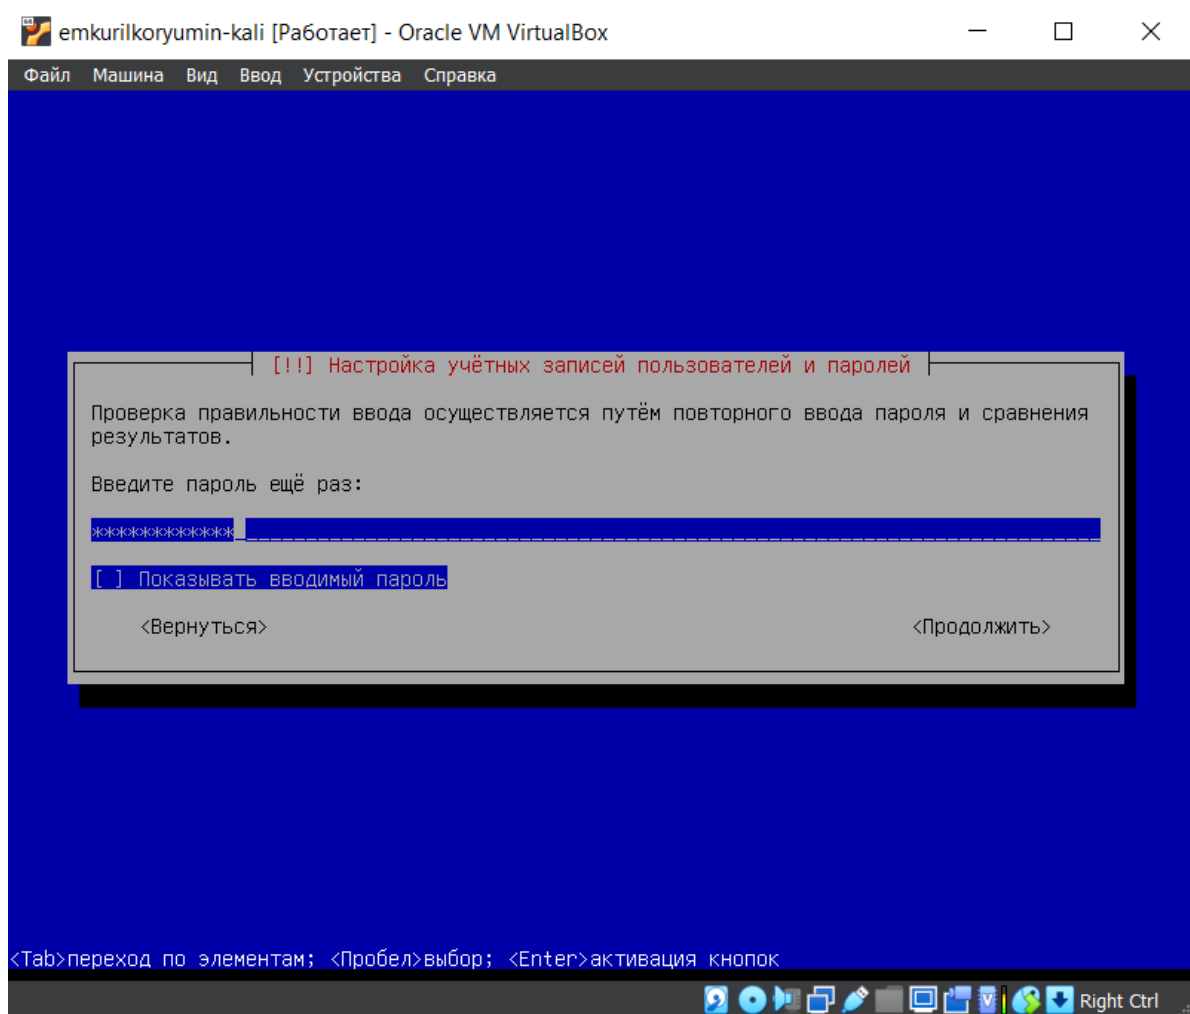 emkurilkoryumin-kali [Работает] - Oracle VM VirtualBox
Файл Машина Вид Ввод Устройства Справка
[!!] Настройка учётных записей пользователей и паролей
Проверка правильности ввода осуществляется путём повторного ввода пароля и сравнения
результатов.
Введите пароль ещё раз:
************
[ ] Показывать вводимый пароль
<Вернуться> <Продолжить>
<Tab>переход по элементам; <Пробел>выбор; <Enter>активация кнопок
Right Ctrl